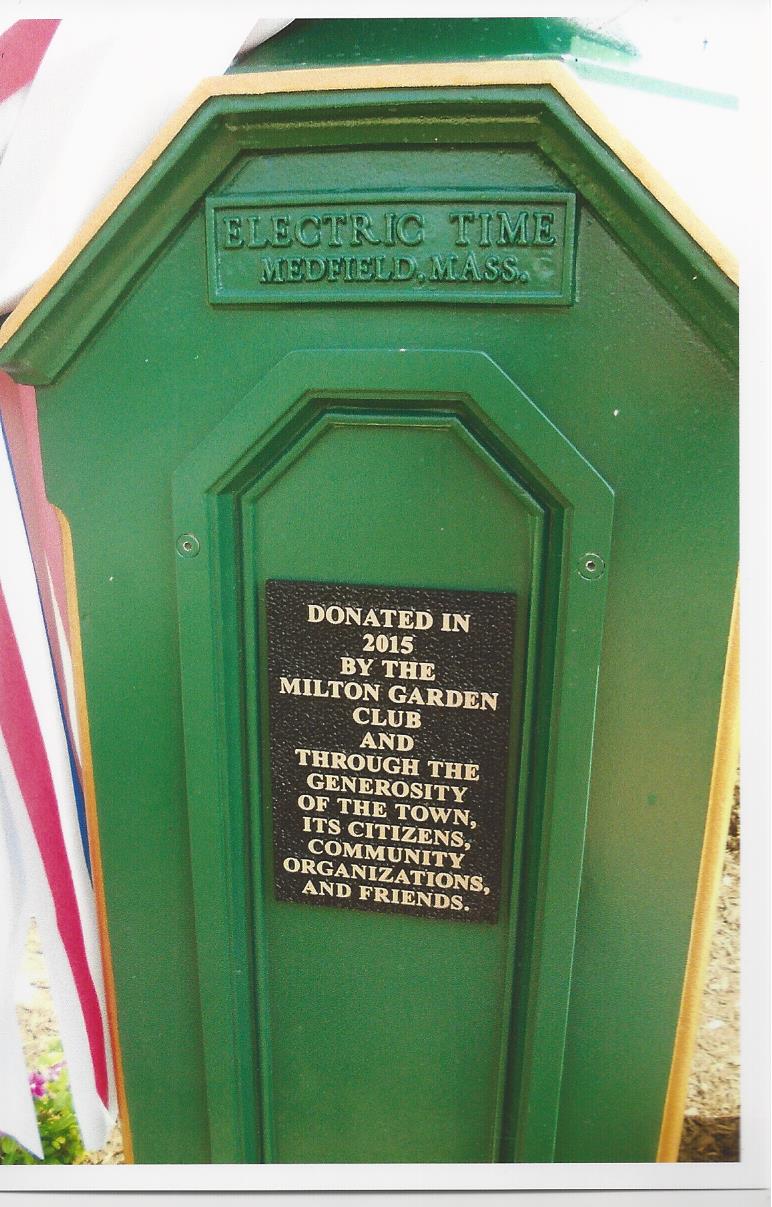 ELECTRIC TIME
MEDFIELD, MASS.
DONATED IN
2015
BY THE
MILTON GARDEN
CLUB
AND
THROUGH THE
GENEROSITY
OF THE TOWN,
ITS CITIZENS,
COMMUNITY
ORGANIZATIONS,
AND FRIENDS.